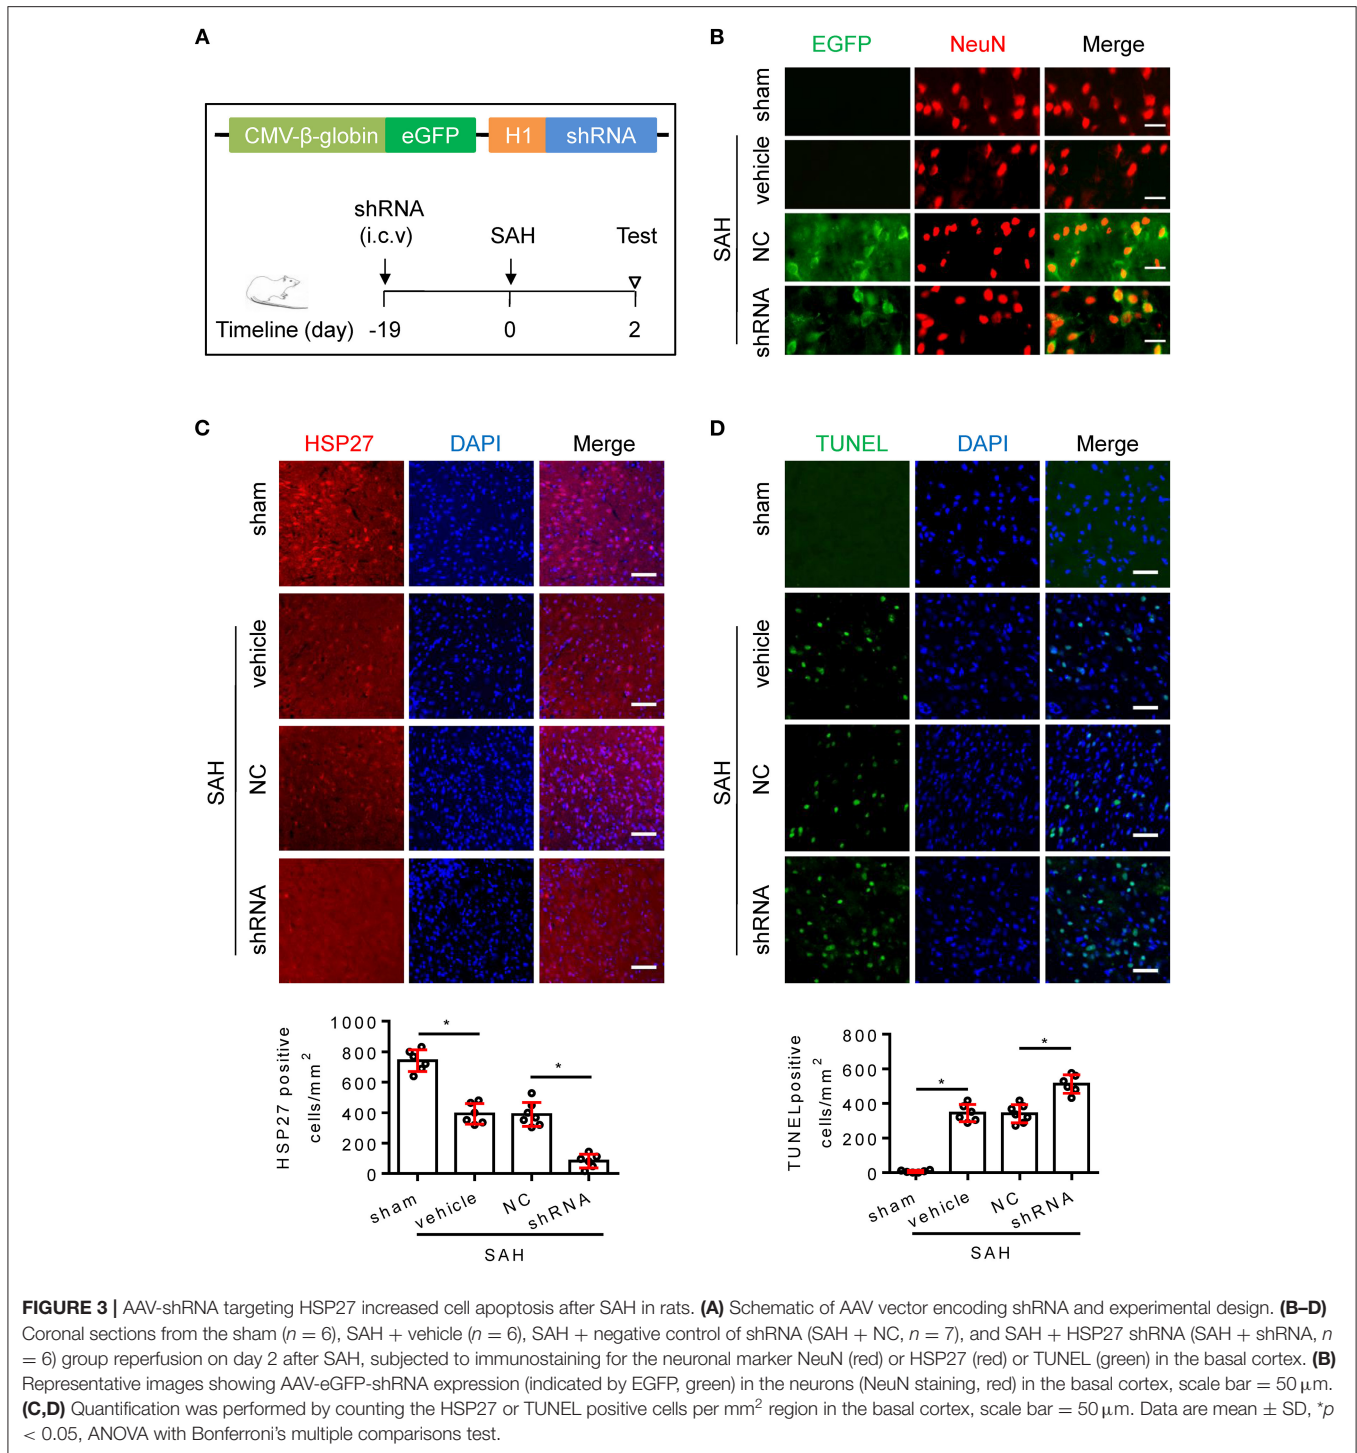 A
CMV-β-globin eGFP H1 shRNA
shRNA
(i.c.v) SAH Test
Timeline (day) -19 0 2
B
EGFP NeuN Merge
sham
vehicle
NC
shRNA
SAH
C
HSP27 DAPI Merge
sham
vehicle
NC
shRNA
SAH
HSP27 positive
cells/mm2
1000
800
600
400
200
0
* *
sham vehicle NC shRNA
SAH
D
TUNEL DAPI Merge
sham
vehicle
NC
shRNA
SAH
TUNELpositive
cells/mm2
800
600
400
200
0
* *
sham vehicle NC shRNA
SAH
FIGURE 3 | AAV-shRNA targeting HSP27 increased cell apoptosis after SAH in rats. (A) Schematic of AAV vector encoding shRNA and experimental design. (B–D)
Coronal sections from the sham (n = 6), SAH + vehicle (n = 6), SAH + negative control of shRNA (SAH + NC, n = 7), and SAH + HSP27 shRNA (SAH + shRNA, n
= 6) group reperfusion on day 2 after SAH, subjected to immunostaining for the neuronal marker NeuN (red) or HSP27 (red) or TUNEL (green) in the basal cortex. (B)
Representative images showing AAV-eGFP-shRNA expression (indicated by EGFP, green) in the neurons (NeuN staining, red) in the basal cortex, scale bar = 50 μm.
(C,D) Quantification was performed by counting the HSP27 or TUNEL positive cells per mm2 region in the basal cortex, scale bar = 50 μm. Data are mean ± SD, *p
< 0.05, ANOVA with Bonferroni's multiple comparisons test.